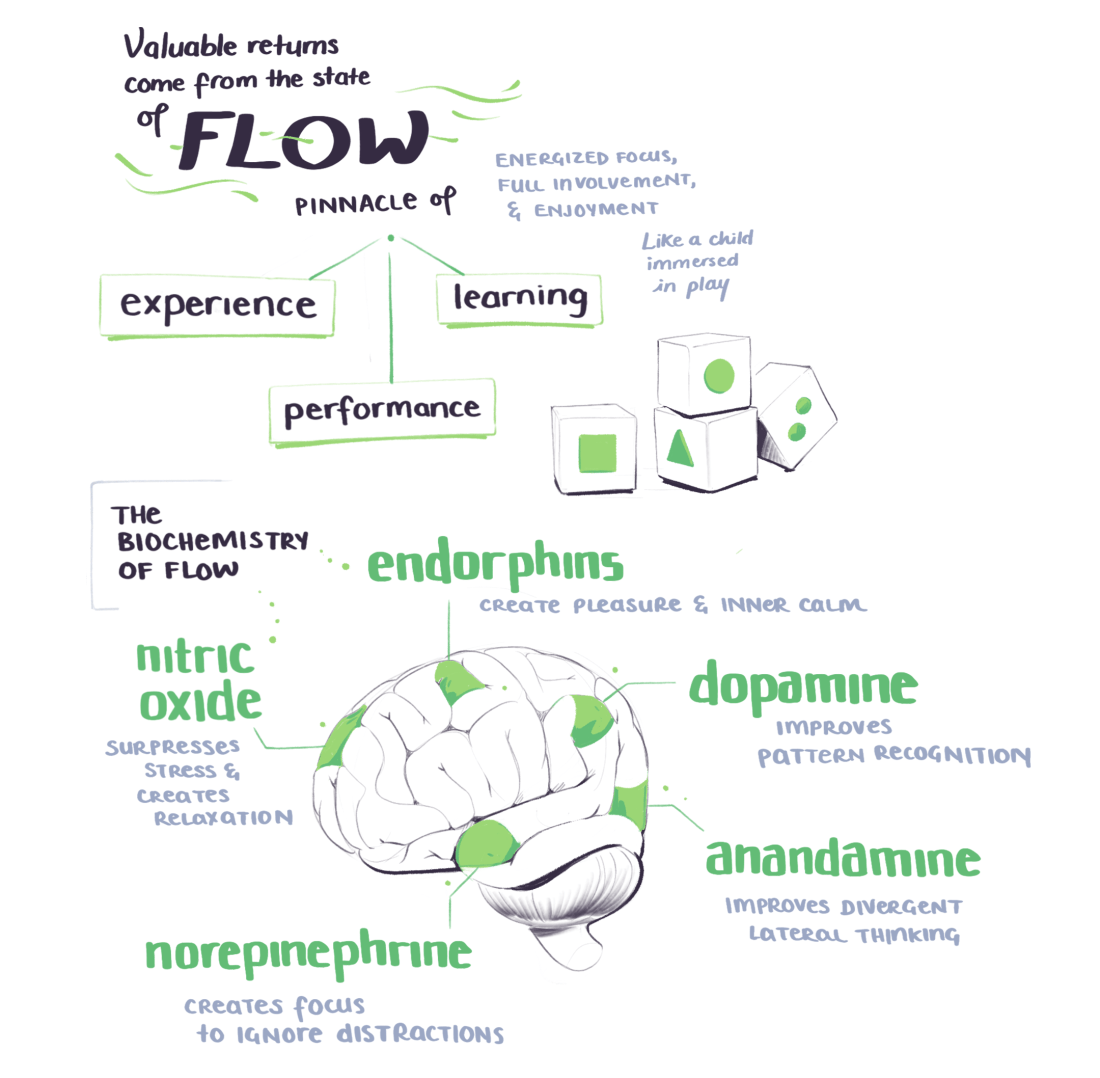 Valuable returns
come from the state
of FLOW
PINNACLE of
ENERGIZED FOCUS,
FULL INVOLVEMENT,
& ENJOYMENT
Like a child
immersed
in play
experience
learning
performance
THE
BIOCHEMISTRY
OF FLOW
endorphins
CREATE PLEASURE & INNER CALM
nitric
oxide
SURPRESSES
STRESS &
CREATES
RELAXATION
dopamine
IMPROVES
PATTERN RECOGNITION
anandamine
IMPROVES DIVERGENT
LATERAL THINKING
norepinephrine
CREATES focus
to IGNORE DISTRACTIONS